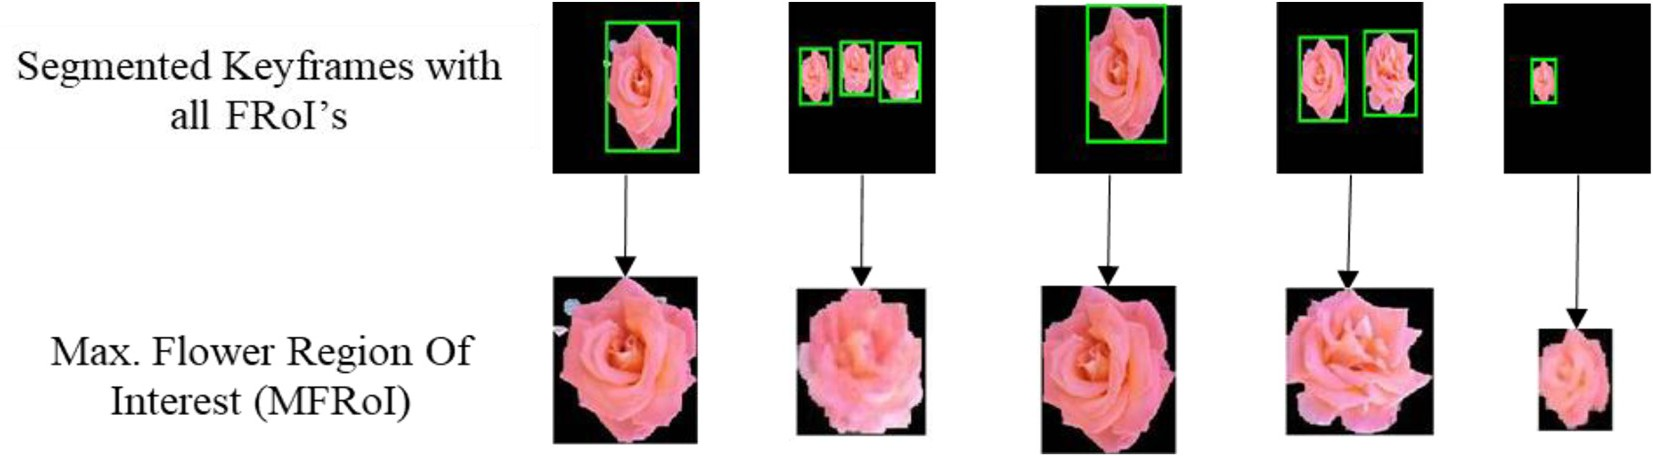 Segmented Keyframes with
all FRoI’s
Max. Flower Region Of
Interest (MFRoI)